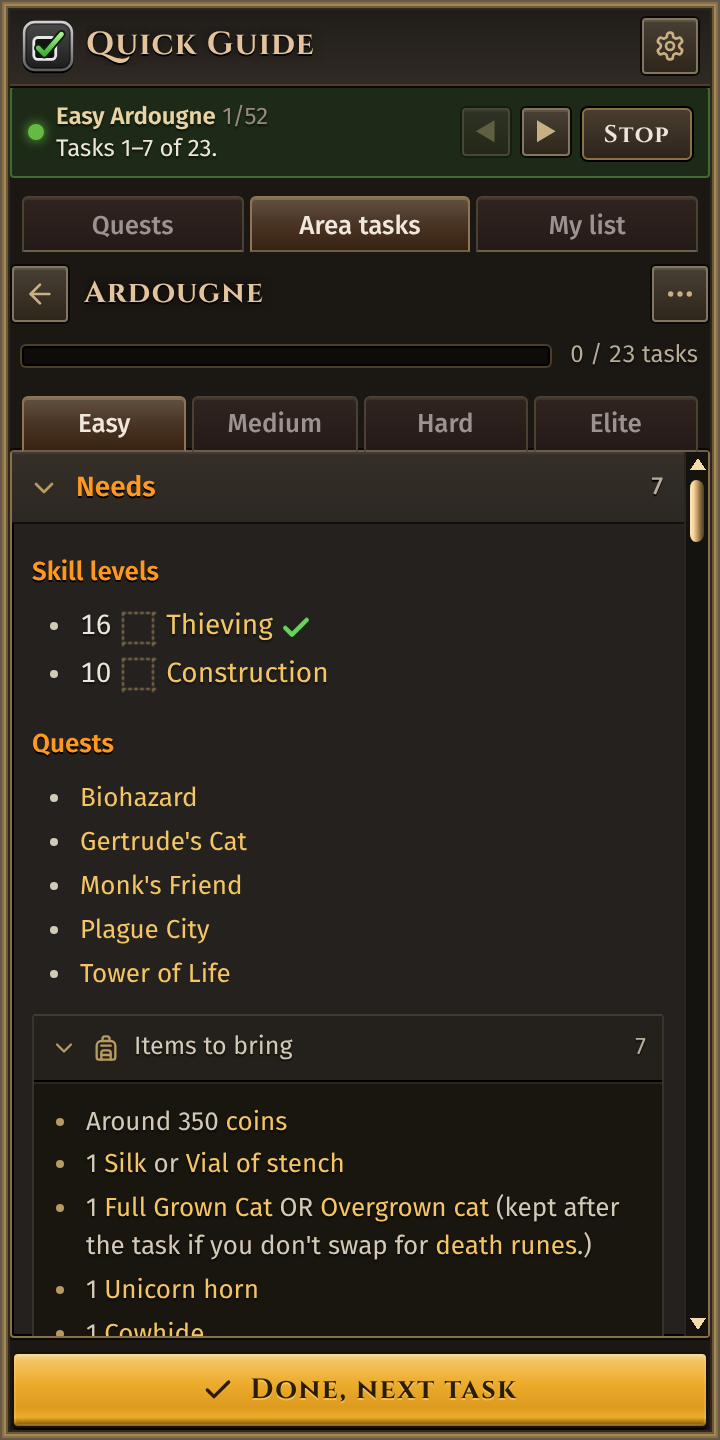 Quick Guide
Easy Ardougne 1/52
Tasks 1–7 of 23.
Stop
Quests
Area tasks
My list
Ardougne
0 / 23 tasks
Easy
Medium
Hard
Elite
Needs
7
Skill levels
16 Thieving
10 Construction
Quests
Biohazard
Gertrude's Cat
Monk's Friend
Plague City
Tower of Life
Items to bring
7
Around 350 coins
1 Silk or Vial of stench
1 Full Grown Cat OR Overgrown cat (kept after
the task if you don't swap for death runes.)
1 Unicorn horn
1 Cowhide
Done, next task